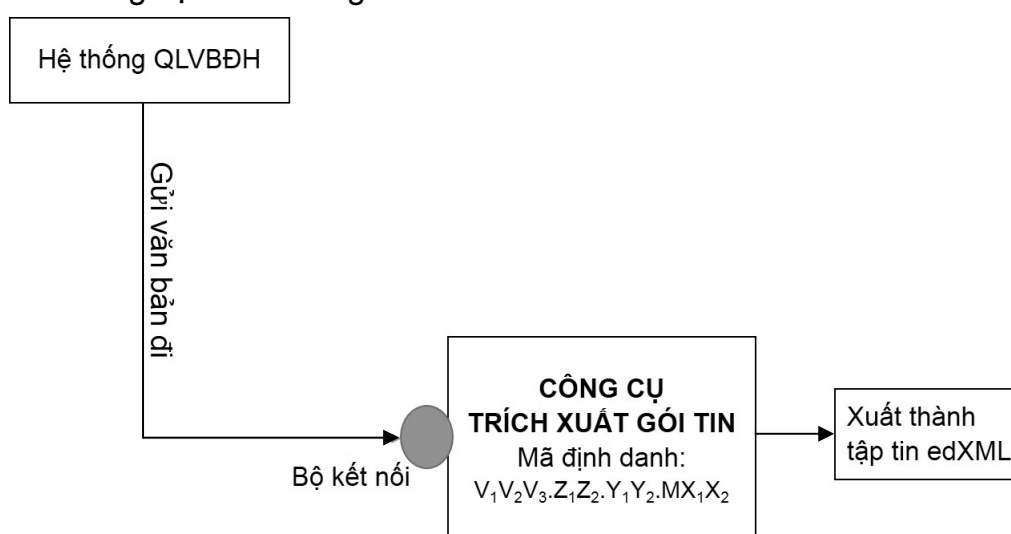 Hệ thống QLVBĐH
Gửi văn bản đi
CÔNG CỤ
TRÍCH XUẤT GÓI TIN
Mã định danh:
V₁V₂V₃.Z₁Z₂.Y₁Y₂.MX₁X₂
Bộ kết nối
Xuất thành
tập tin edXML